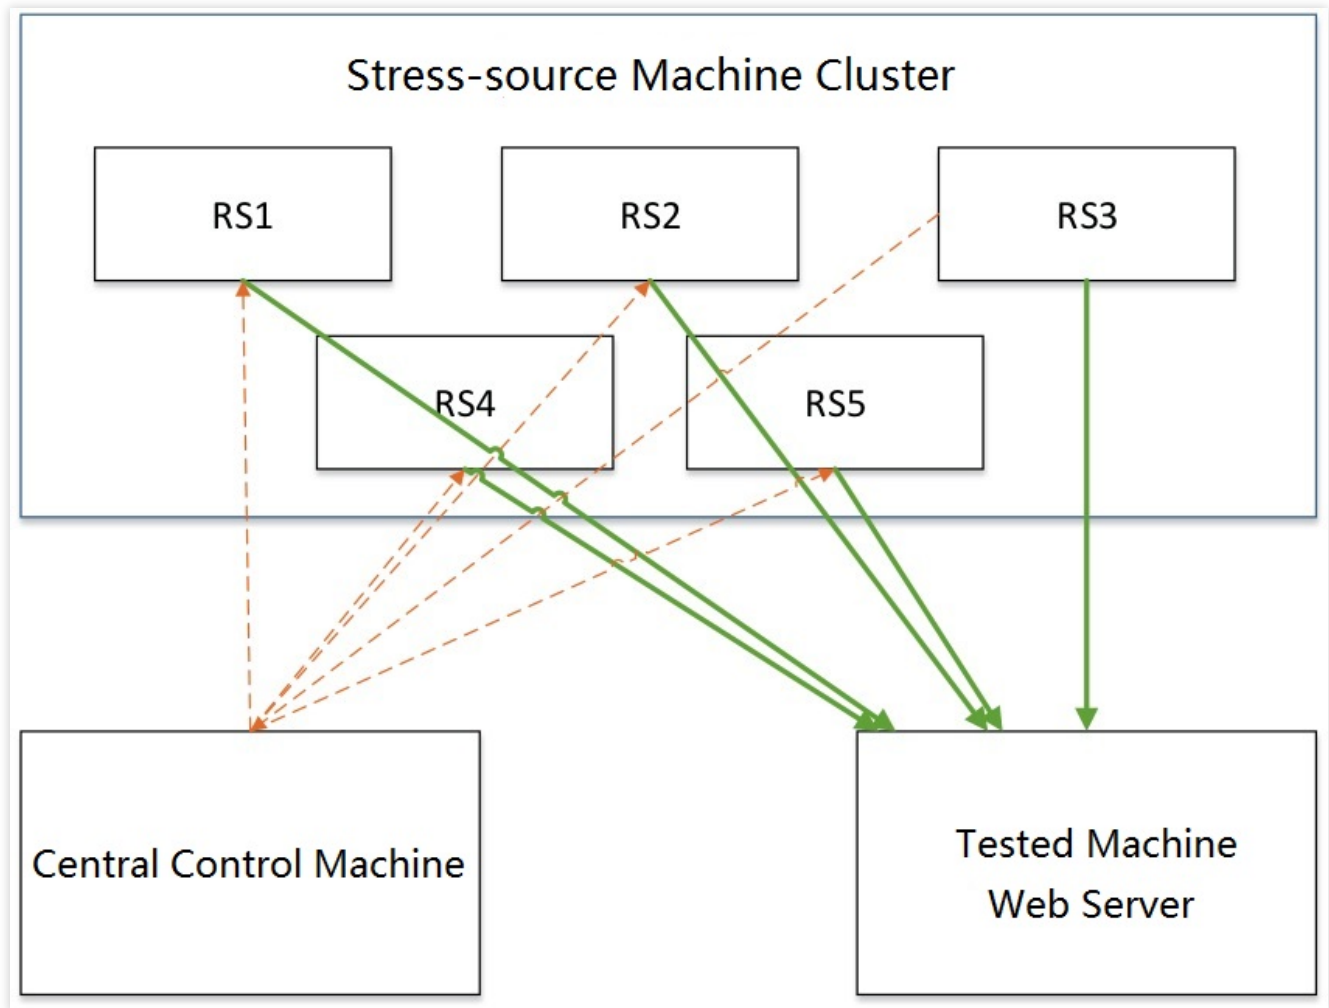 Stress-source Machine Cluster
RS1
RS2
RS3
RS4
RS5
Central Control Machine
Tested Machine
Web Server